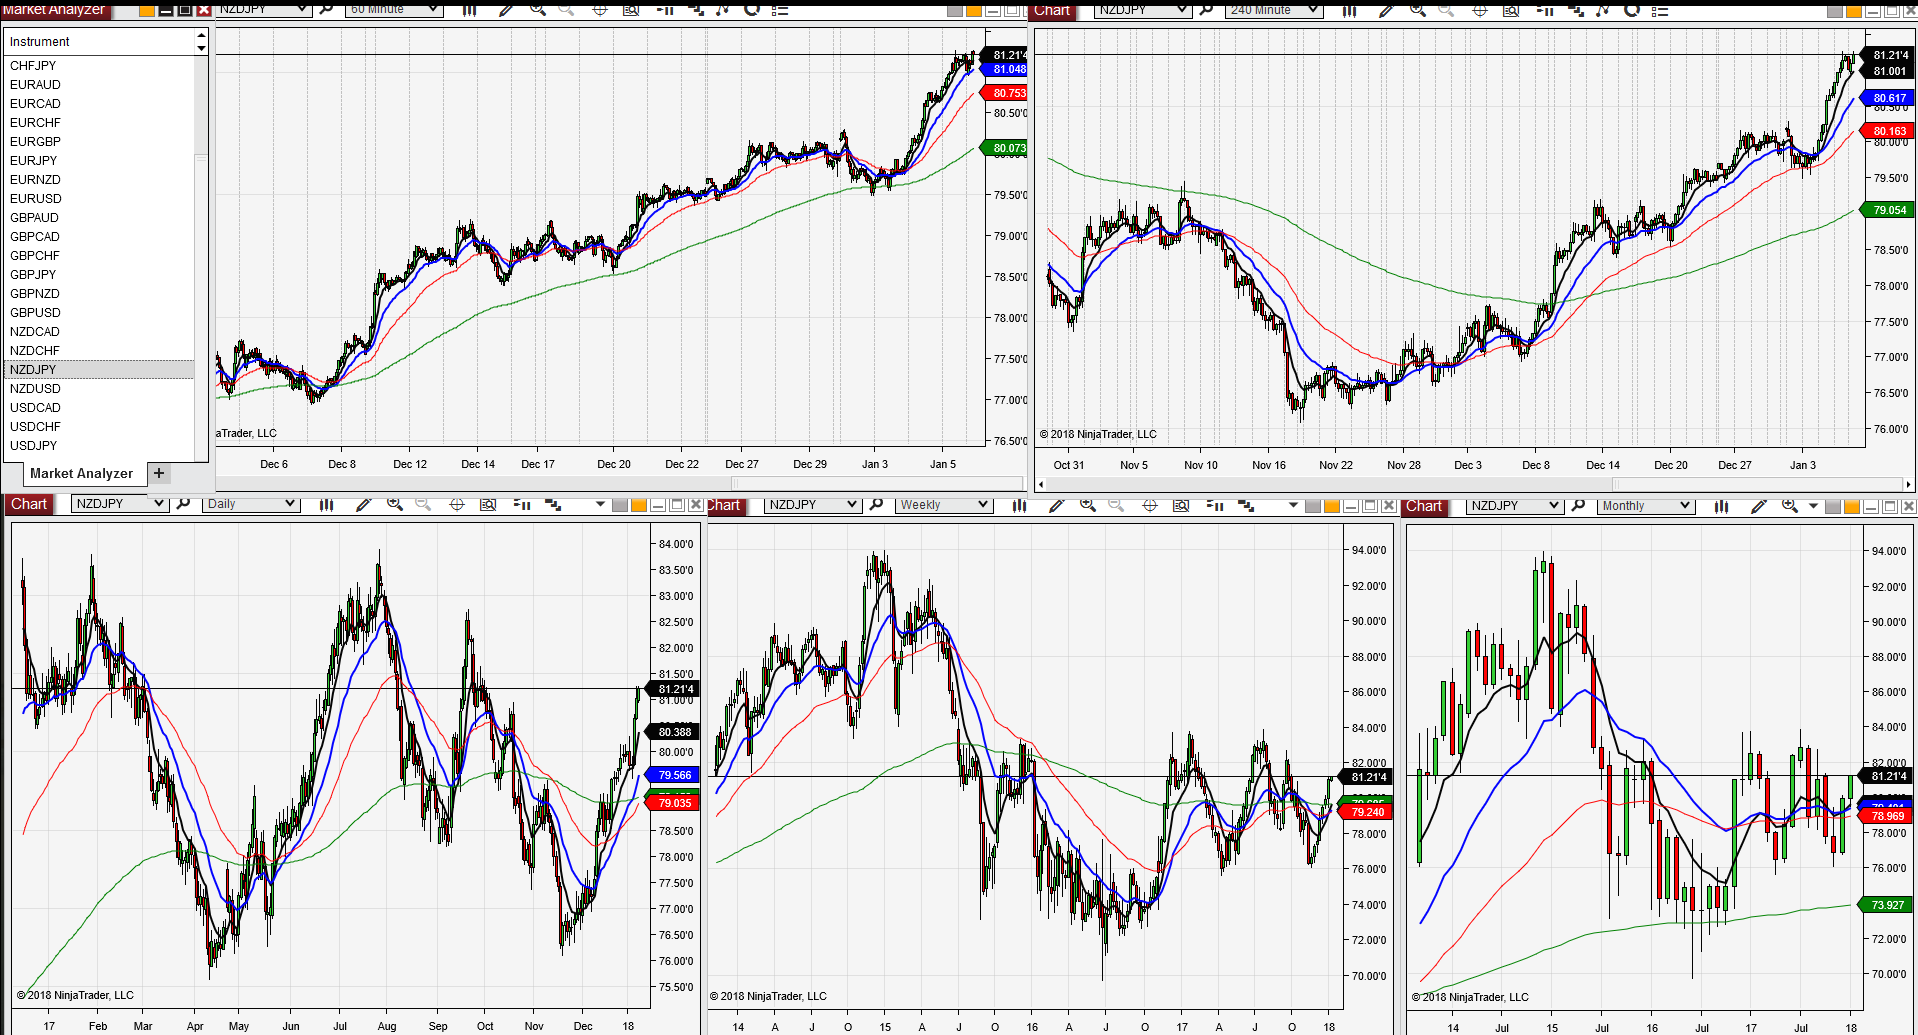 Market Analyzer
Instrument
CHFJPY
EURAUD
EURCAD
EURCHF
EURGBP
EURJPY
EURNZD
EURUSD
GBPAUD
GBPCAD
GBPCHF
GBPJPY
GBPNZD
GBPUSD
NZDCAD
NZDCHF
NZDJPY
NZDUSD
USDCAD
USDCHF
USDJPY
Market Analyzer +
NZDJPY 60 Minute
81.21'4
81.048
80.753
80.50'0
80.073
79.50'0
79.00'0
78.50'0
78.00'0
77.50'0
77.00'0
76.50'0
aTrader, LLC
Dec 6 Dec 8 Dec 12 Dec 14 Dec 17 Dec 20 Dec 22 Dec 27 Dec 29 Jan 3 Jan 5
Chart NZDJPY 240 Minute
81.21'4
81.001
80.617
80.163
80.00'0
79.50'0
79.054
78.50'0
78.00'0
77.50'0
77.00'0
76.50'0
76.00'0
© 2018 NinjaTrader, LLC
Oct 31 Nov 5 Nov 10 Nov 16 Nov 22 Nov 28 Dec 3 Dec 8 Dec 14 Dec 20 Dec 27 Jan 3
Chart NZDJPY Daily
84.00'0
83.50'0
83.00'0
82.50'0
82.00'0
81.50'0
81.21'4
81.00'0
80.388
80.00'0
79.566
79.035
78.50'0
78.00'0
77.50'0
77.00'0
76.50'0
76.00'0
75.50'0
© 2018 NinjaTrader, LLC
17 Feb Mar Apr May Jun Jul Aug Sep Oct Nov Dec 18
Chart NZDJPY Weekly
94.00'0
92.00'0
90.00'0
88.00'0
86.00'0
84.00'0
82.00'0
81.21'4
79.240
78.00'0
76.00'0
74.00'0
72.00'0
70.00'0
© 2018 NinjaTrader, LLC
14 A J O 15 A J O 16 A J O 17 A J O 18
Chart NZDJPY Monthly
94.00'0
92.00'0
90.00'0
88.00'0
86.00'0
84.00'0
82.00'0
81.21'4
78.969
78.00'0
76.00'0
73.927
72.00'0
70.00'0
© 2018 NinjaTrader, LLC
14 Jul 15 Jul 16 Jul 17 Jul 18